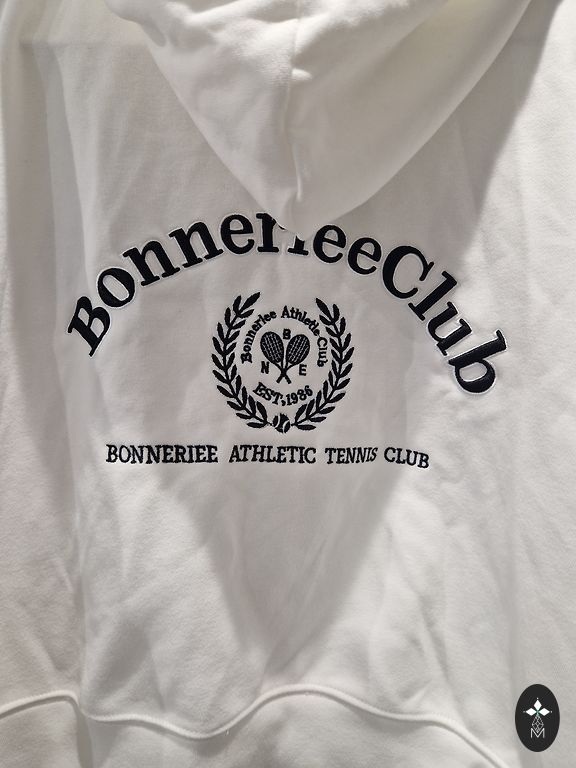 BonnerieeClub
Bonneriee Athletic Club
B
N E
EST, 1986
BONNERIEE ATHLETIC TENNIS CLUB
M